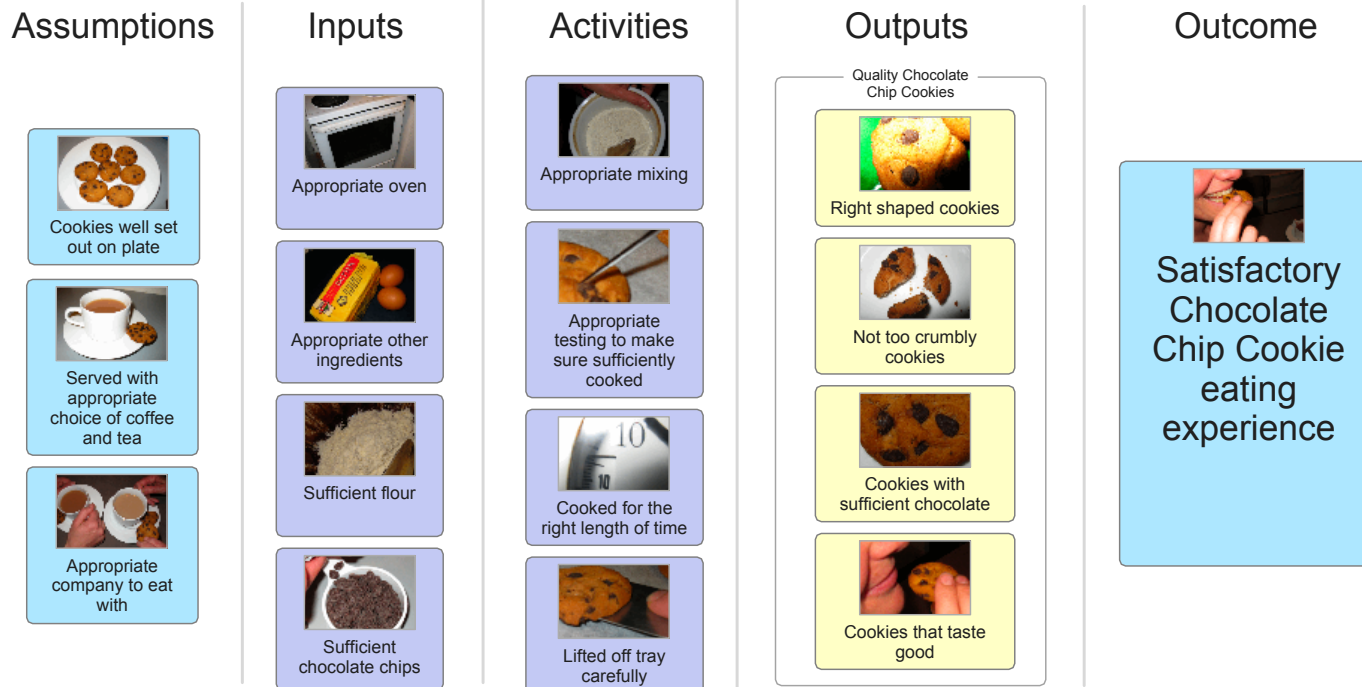 Assumptions
Inputs
Activities
Outputs
Outcome
Cookies well set
out on plate
Served with
appropriate
choice of coffee
and tea
Appropriate
company to eat
with
Appropriate oven
Appropriate other
ingredients
Sufficient flour
Sufficient
chocolate chips
Appropriate mixing
Appropriate
testing to make
sure sufficiently
cooked
10
Cooked for the
right length of time
Lifted off tray
carefully
Quality Chocolate
Chip Cookies
Right shaped cookies
Not too crumbly
cookies
Cookies with
sufficient chocolate
Cookies that taste
good
Satisfactory
Chocolate
Chip Cookie
eating
experience